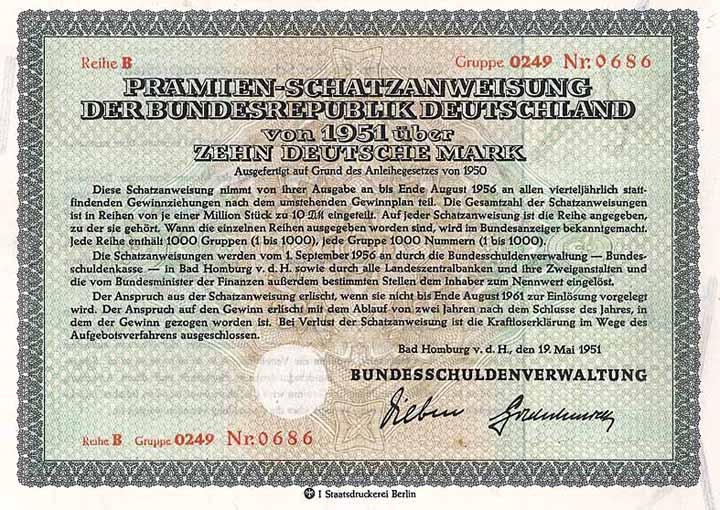 Reihe B Gruppe 0249 Nr. 0686
PRÄMIEN-SCHATZANWEISUNG
DER BUNDESREPUBLIK DEUTSCHLAND
von 1951 über
ZEHN DEUTSCHE MARK
Ausgefertigt auf Grund des Anleihegesetzes von 1950
Diese Schatzanweisung nimmt von ihrer Ausgabe an bis Ende August 1956 an allen vierteljährlich statt-
findenden Gewinnziehungen nach dem umstehenden Gewinnplan teil. Die Gesamtzahl der Schatzanweisungen
ist in Reihen von je einer Million Stück zu 10 DM eingeteilt. Auf jeder Schatzanweisung ist die Reihe angegeben,
zu der sie gehört. Wann die einzelnen Reihen ausgegeben worden sind, wird im Bundesanzeiger bekanntgemacht.
Jede Reihe enthält 1000 Gruppen (1 bis 1000), jede Gruppe 1000 Nummern (1 bis 1000).
Die Schatzanweisungen werden vom 1. September 1956 an durch die Bundesschuldenverwaltung — Bundes-
schuldenkasse — in Bad Homburg v. d. H. sowie durch alle Landeszentralbanken und ihre Zweiganstalten und
die vom Bundesminister der Finanzen außerdem bestimmten Stellen dem Inhaber zum Nennwert eingelöst.
Der Anspruch aus der Schatzanweisung erlischt, wenn sie nicht bis Ende August 1961 zur Einlösung vorgelegt
wird. Der Anspruch auf den Gewinn erlischt mit dem Ablauf von zwei Jahren nach dem Schlusse des Jahres, in
dem der Gewinn gezogen worden ist. Bei Verlust der Schatzanweisung ist die Kraftloserklärung im Wege des
Aufgebotsverfahrens ausgeschlossen.
Bad Homburg v. d. H., den 19. Mai 1951
BUNDESSCHULDENVERWALTUNG
Reihe B Gruppe 0249 Nr. 0686
I Staatsdruckerei Berlin